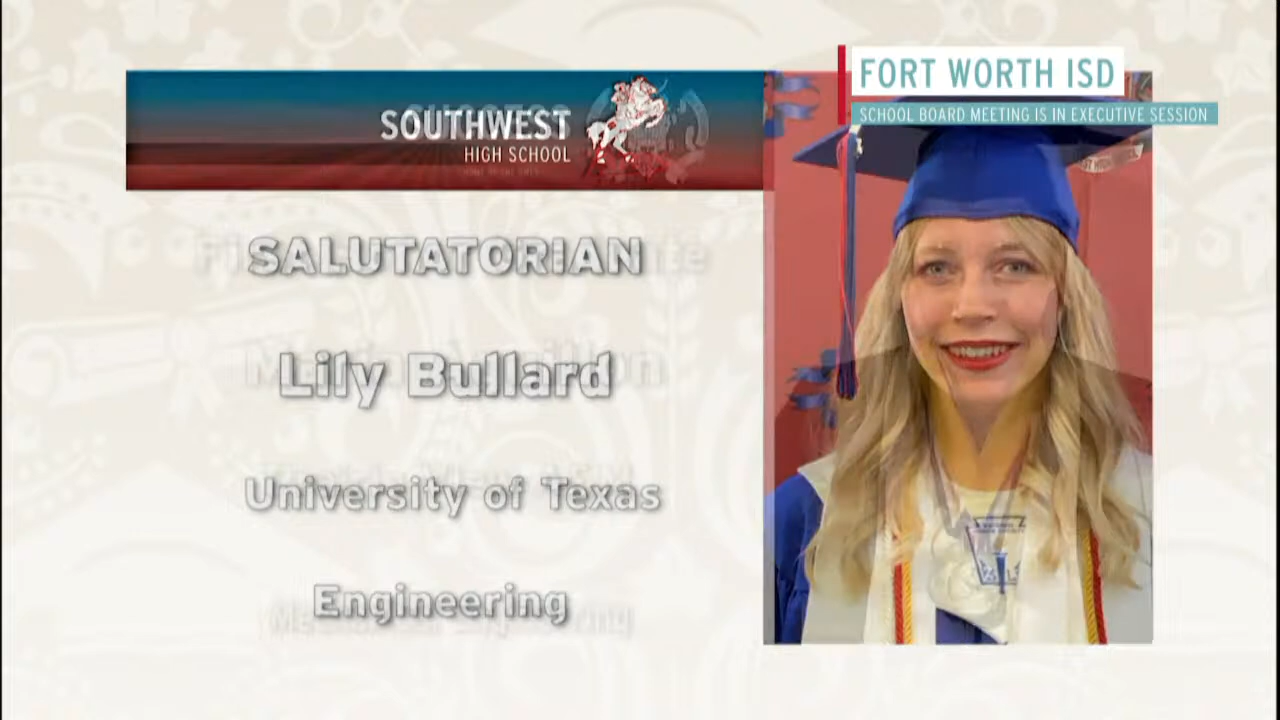 FORT WORTH ISD
SCHOOL BOARD MEETING IS IN EXECUTIVE SESSION
SOUTHWEST
HIGH SCHOOL
SALUTATORIAN
Lily Bullard
University of Texas
Engineering